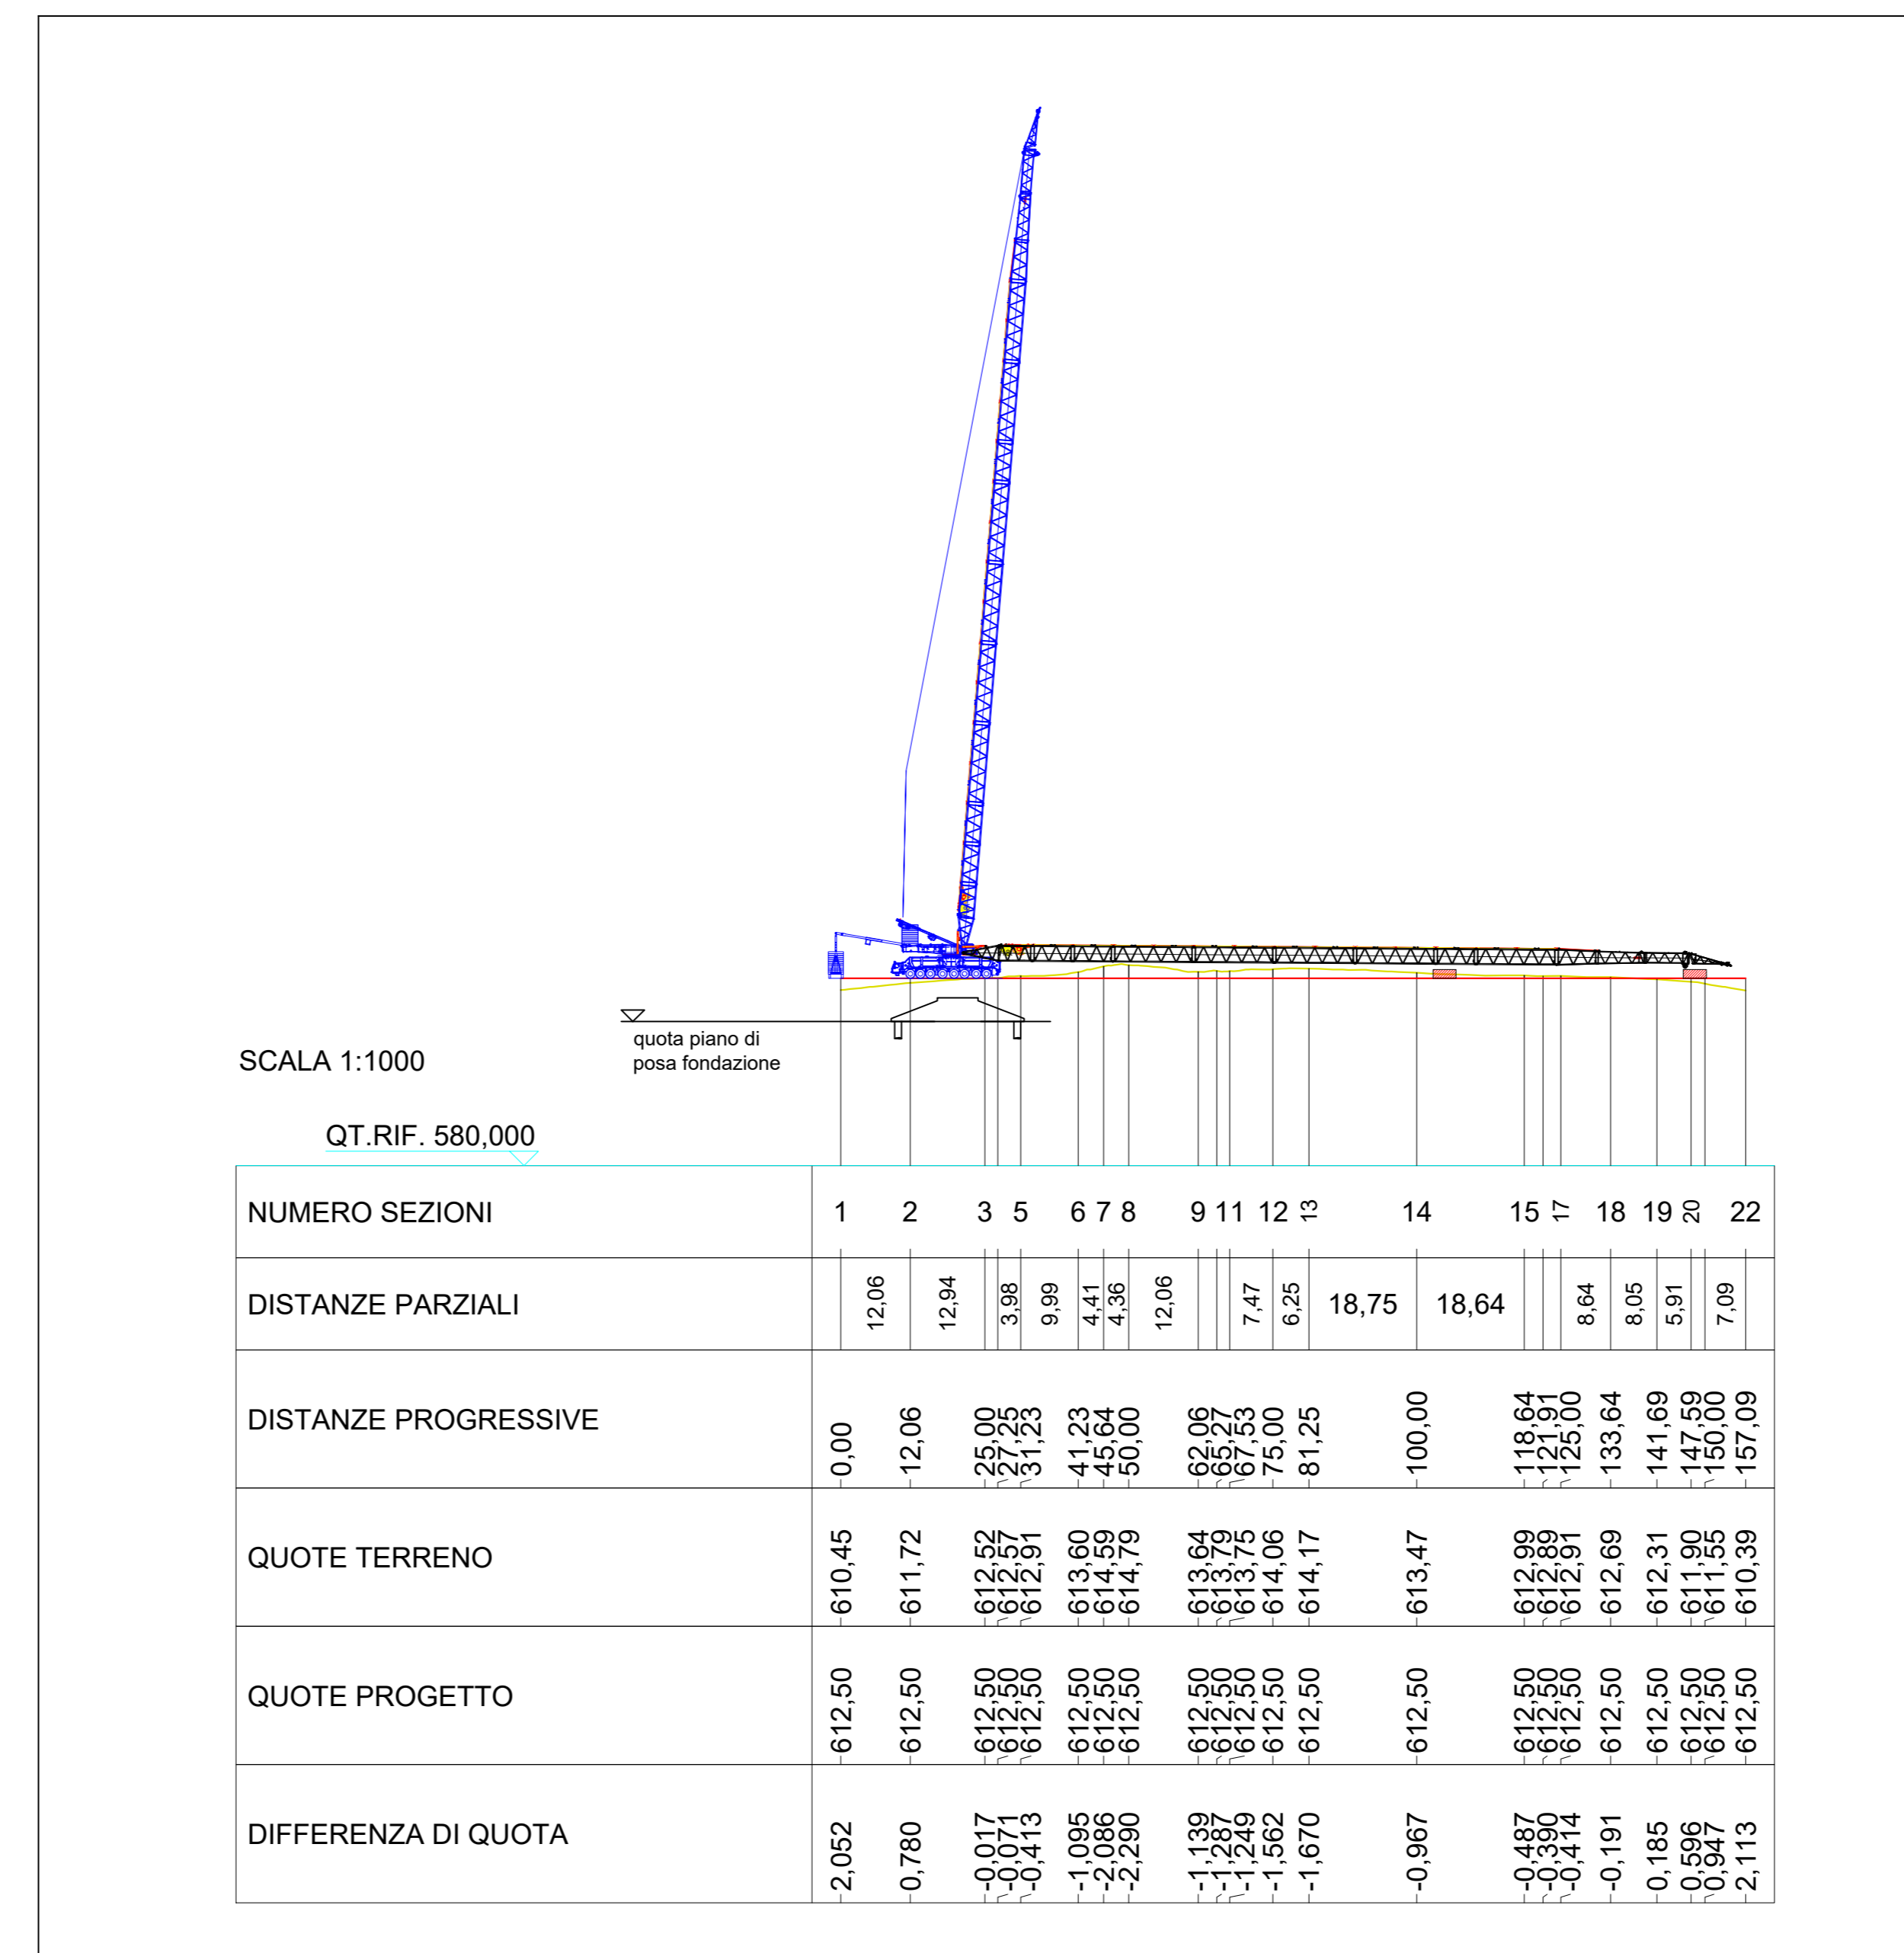 quota piano di
posa fondazione
SCALA 1:1000
QT.RIF. 580,000
NUMERO SEZIONI 1 2 3 5 6 7 8 9 11 12 13 14 15 17 18 19 20 22
DISTANZE PARZIALI 12,06 12,94 3,98 9,99 4,41 4,36 12,06 7,47 6,25 18,75 18,64 8,64 8,05 5,91 7,09
DISTANZE PROGRESSIVE 0,00 12,06 25,00 27,25 31,23 41,23 45,64 50,00 62,06 65,27 67,53 75,00 81,25 100,00 118,64 121,91 125,00 133,64 141,69 147,59 150,00 157,09
QUOTE TERRENO 610,45 611,72 612,52 612,57 612,91 613,60 614,59 614,79 613,64 613,79 613,75 614,06 614,17 613,47 612,99 612,89 612,91 612,69 612,31 611,90 611,55 610,39
QUOTE PROGETTO 612,50 612,50 612,50 612,50 612,50 612,50 612,50 612,50 612,50 612,50 612,50 612,50 612,50 612,50 612,50 612,50 612,50 612,50 612,50 612,50 612,50 612,50
DIFFERENZA DI QUOTA 2,052 0,780 -0,017 -0,071 -0,413 -1,095 -2,086 -2,290 -1,139 -1,287 -1,249 -1,562 -1,670 -0,967 -0,487 -0,390 -0,414 -0,191 0,185 0,596 0,947 2,113